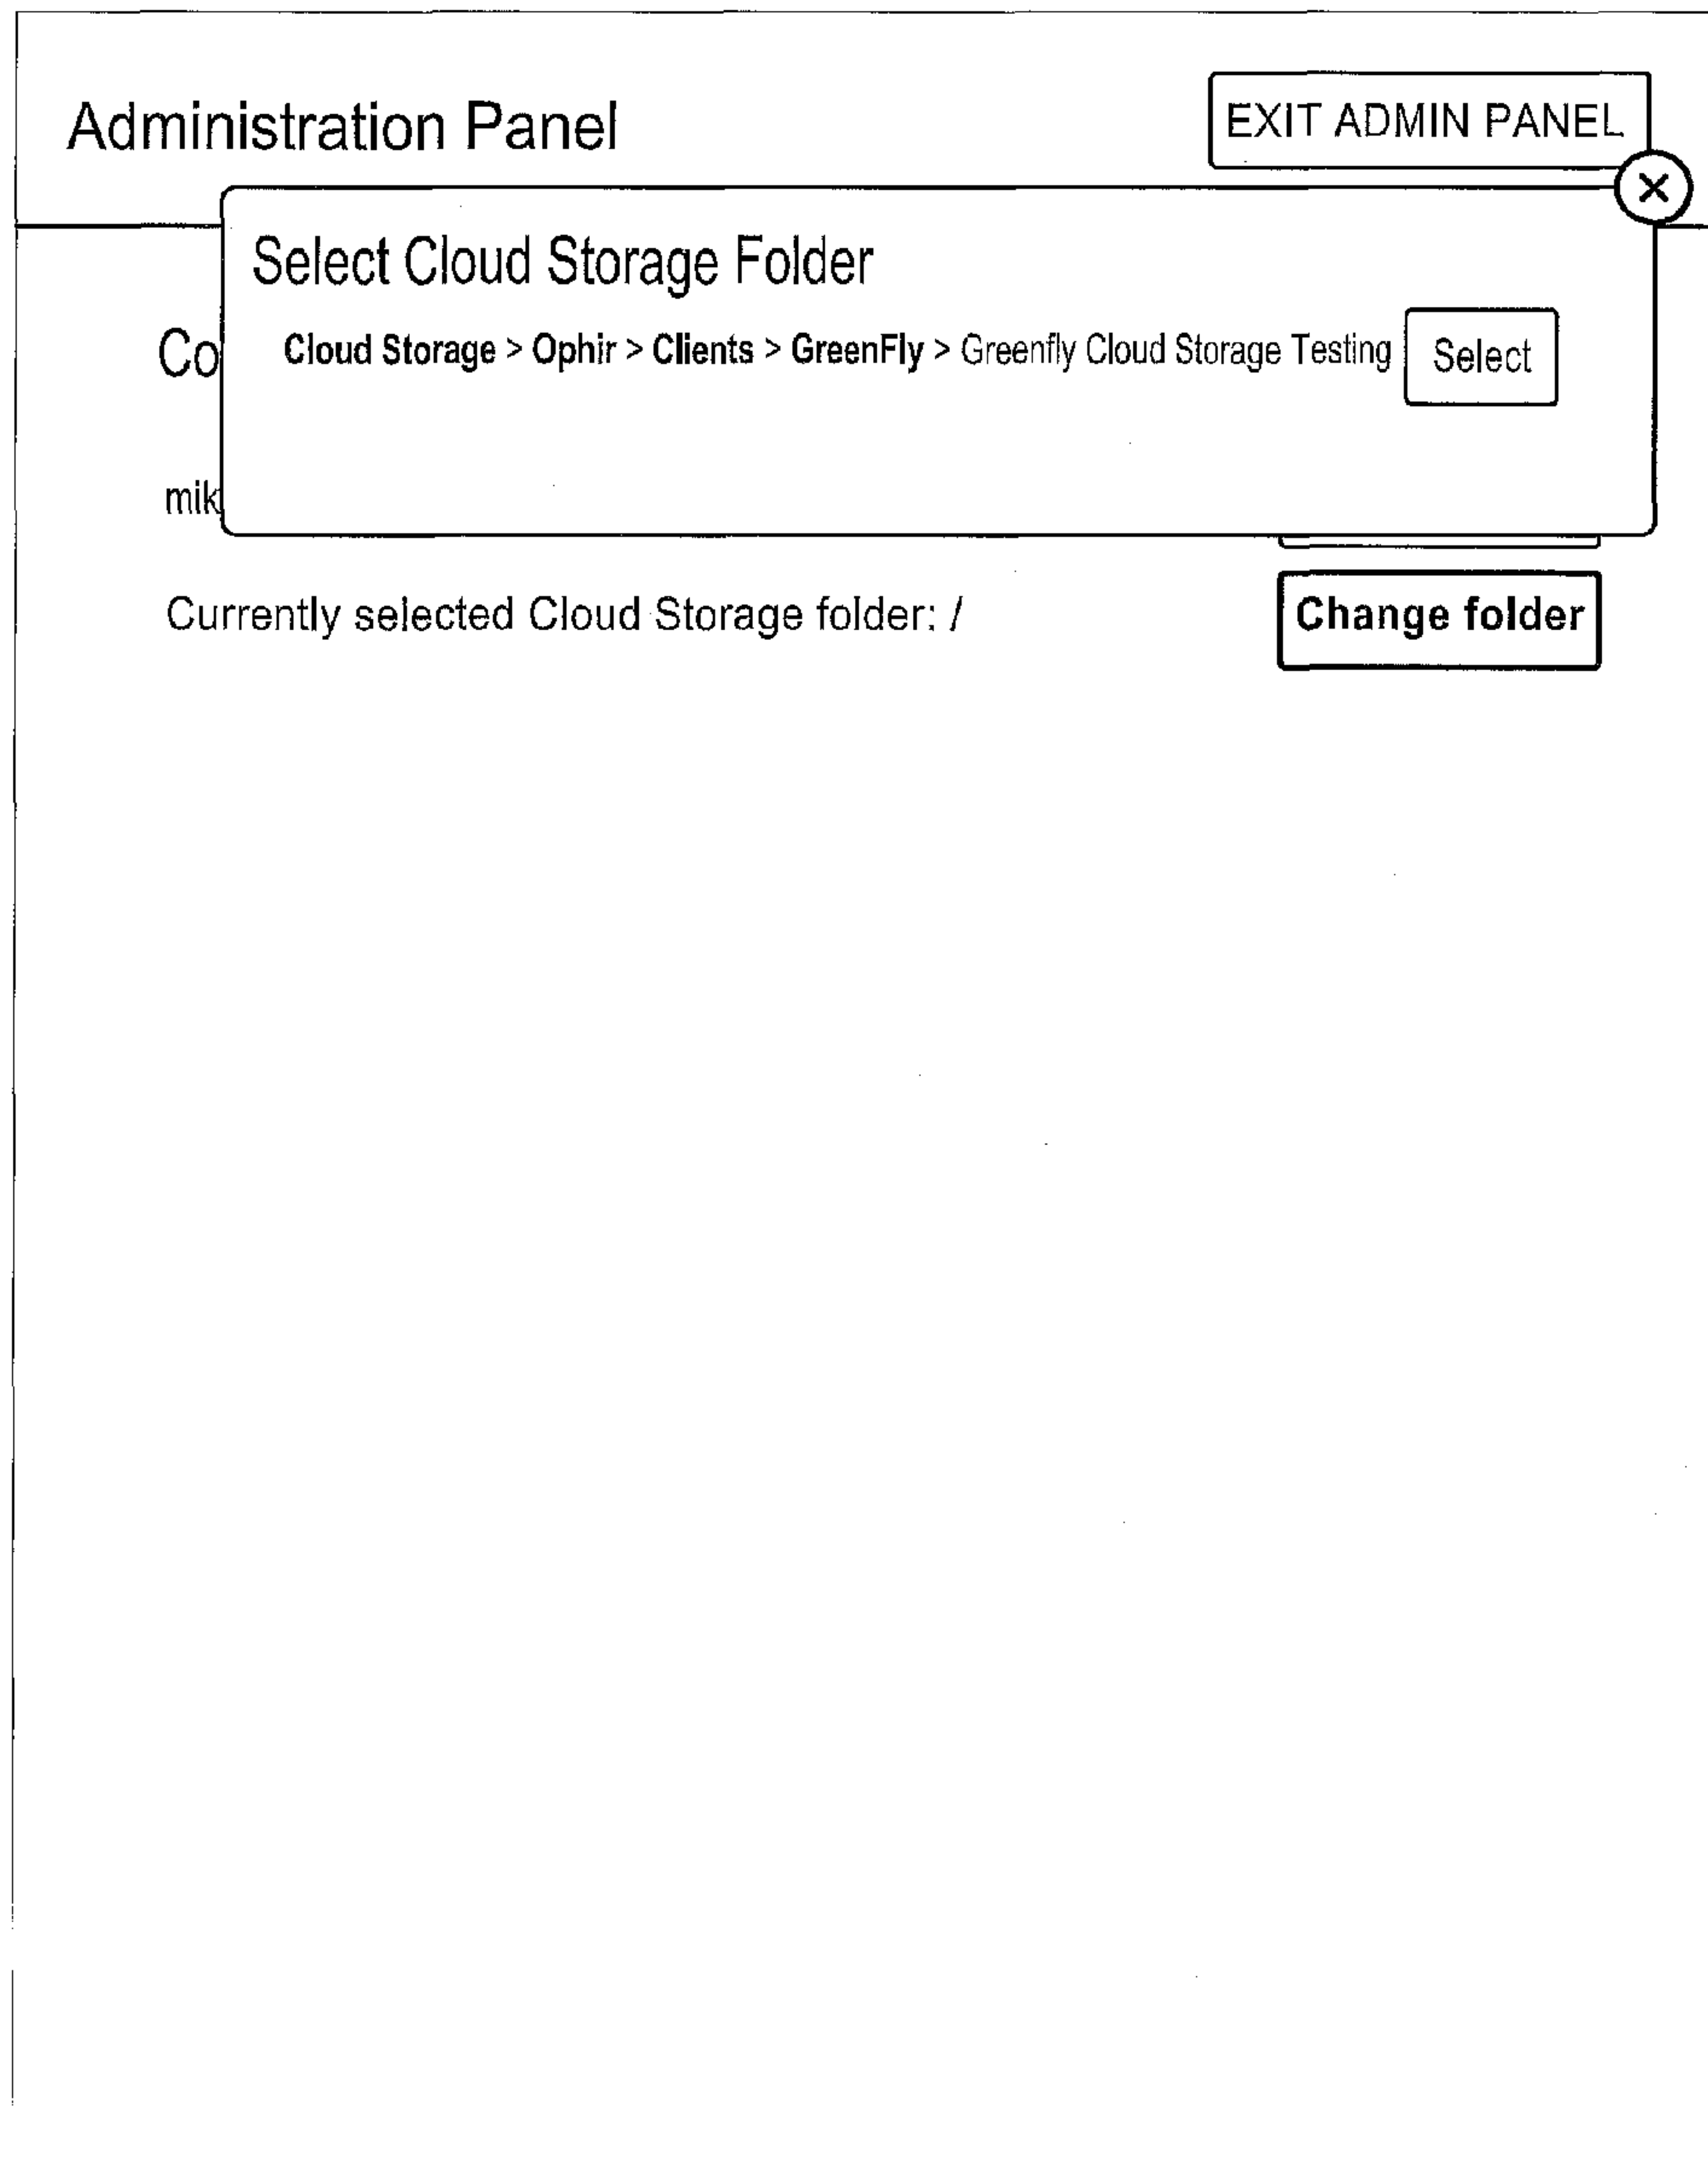 Administration Panel
EXIT ADMIN PANEL
Select Cloud Storage Folder
Co
Cloud Storage > Ophir > Clients > GreenFly > Greenfly Cloud Storage Testing
Select
mik
Currently selected Cloud Storage folder: /
Change folder